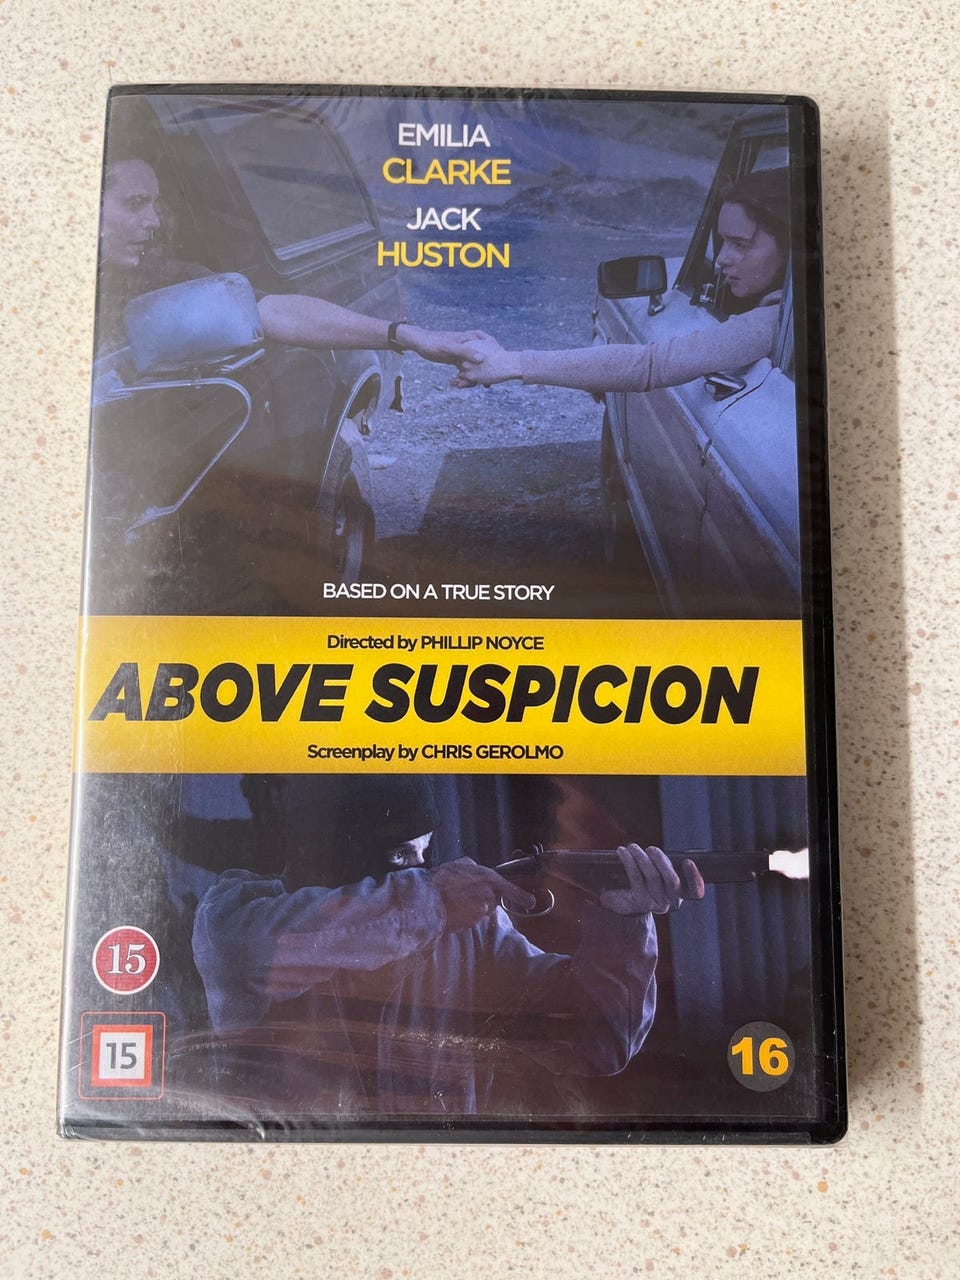 EMILIA
CLARKE
JACK
HUSTON
BASED ON A TRUE STORY
Directed by PHILLIP NOYCE
ABOVE SUSPICION
Screenplay by CHRIS GEROLMO
15
15
16